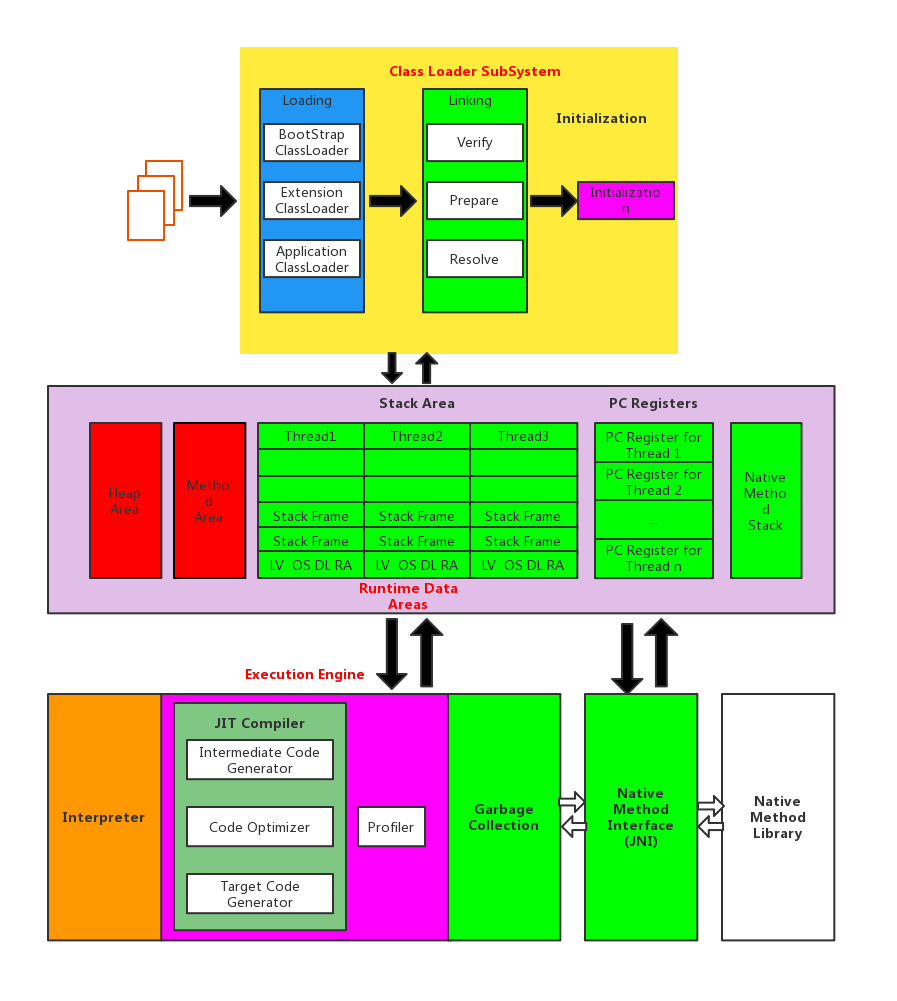 Class Loader SubSystem
Loading
BootStrap
ClassLoader
Extension
ClassLoader
Application
ClassLoader
Linking
Verify
Prepare
Resolve
Initialization
Initializatio
n
Stack Area
PC Registers
Heap
Area
Metho
d
Area
Thread1
Thread2
Thread3
Stack Frame
Stack Frame
Stack Frame
Stack Frame
Stack Frame
Stack Frame
LV OS DL RA
LV OS DL RA
LV OS DL RA
PC Register for
Thread 1
PC Register for
Thread 2
...
PC Register for
Thread n
Native
Metho
d
Stack
Runtime Data
Areas
Execution Engine
Interpreter
JIT Compiler
Intermediate Code
Generator
Code Optimizer
Target Code
Generator
Profiler
Garbage
Collection
Native
Method
Interface
(JNI)
Native
Method
Library